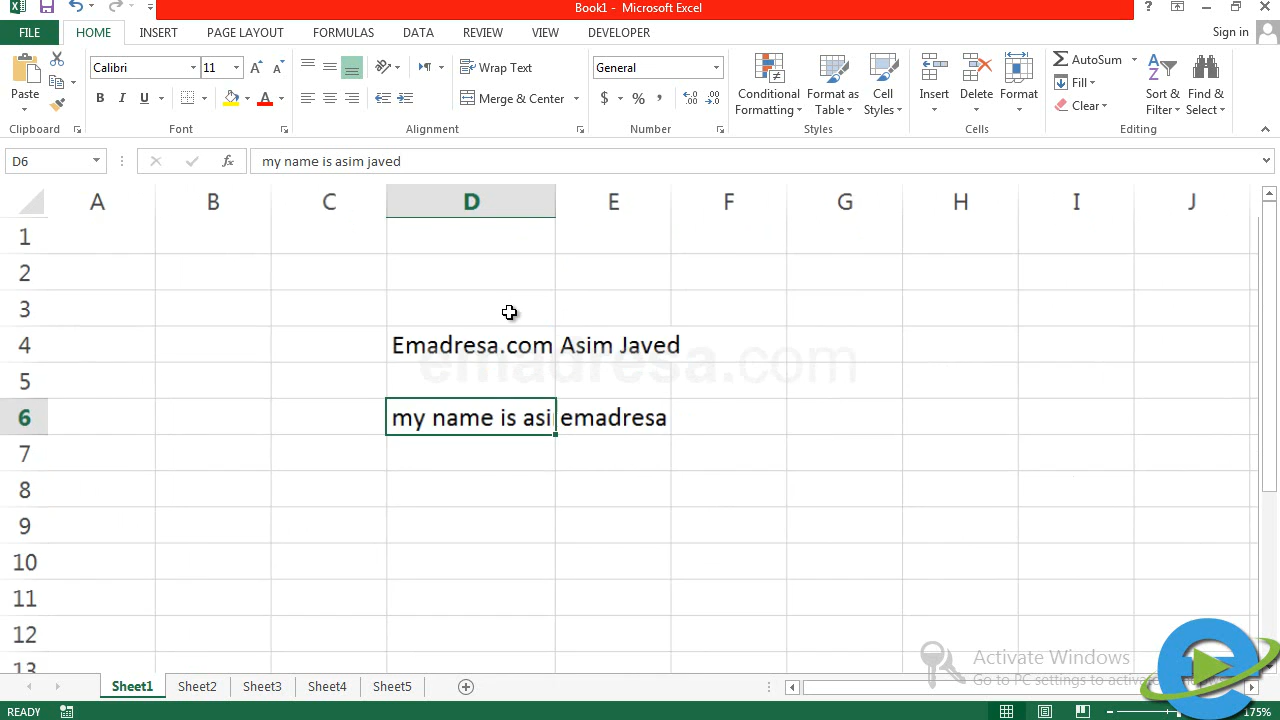 Book1 - Microsoft Excel
? Sign in
FILE HOME INSERT PAGE LAYOUT FORMULAS DATA REVIEW VIEW DEVELOPER
Paste
Calibri 11
B I U
Wrap Text
Merge & Center
General
$ % ,
Conditional Formatting
Format as Table
Cell Styles
Insert
Delete
Format
AutoSum
Fill
Clear
Sort & Filter
Find & Select
Clipboard Font Alignment Number Styles Cells Editing
D6 fx my name is asim javed
A B C D E F G H I J
1
2
3
4 Emadresa.com Asim Javed
emadresa.com
5
6 my name is asi emadresa
7
8
9
10
11
12
13
Activate Windows
Go to PC settings to activate Windows.
Sheet1 Sheet2 Sheet3 Sheet4 Sheet5
READY 175%